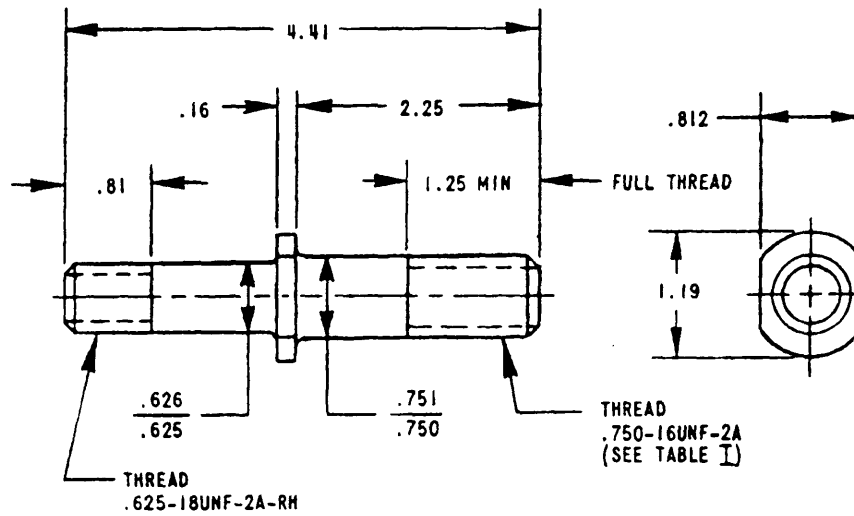 4.41
.16
2.25
.812
.81
1.25 MIN
FULL THREAD
1.19
.626
.625
.751
.750
THREAD
.750-16UNF-2A
(SEE TABLE I)
THREAD
.625-18UNF-2A-RH